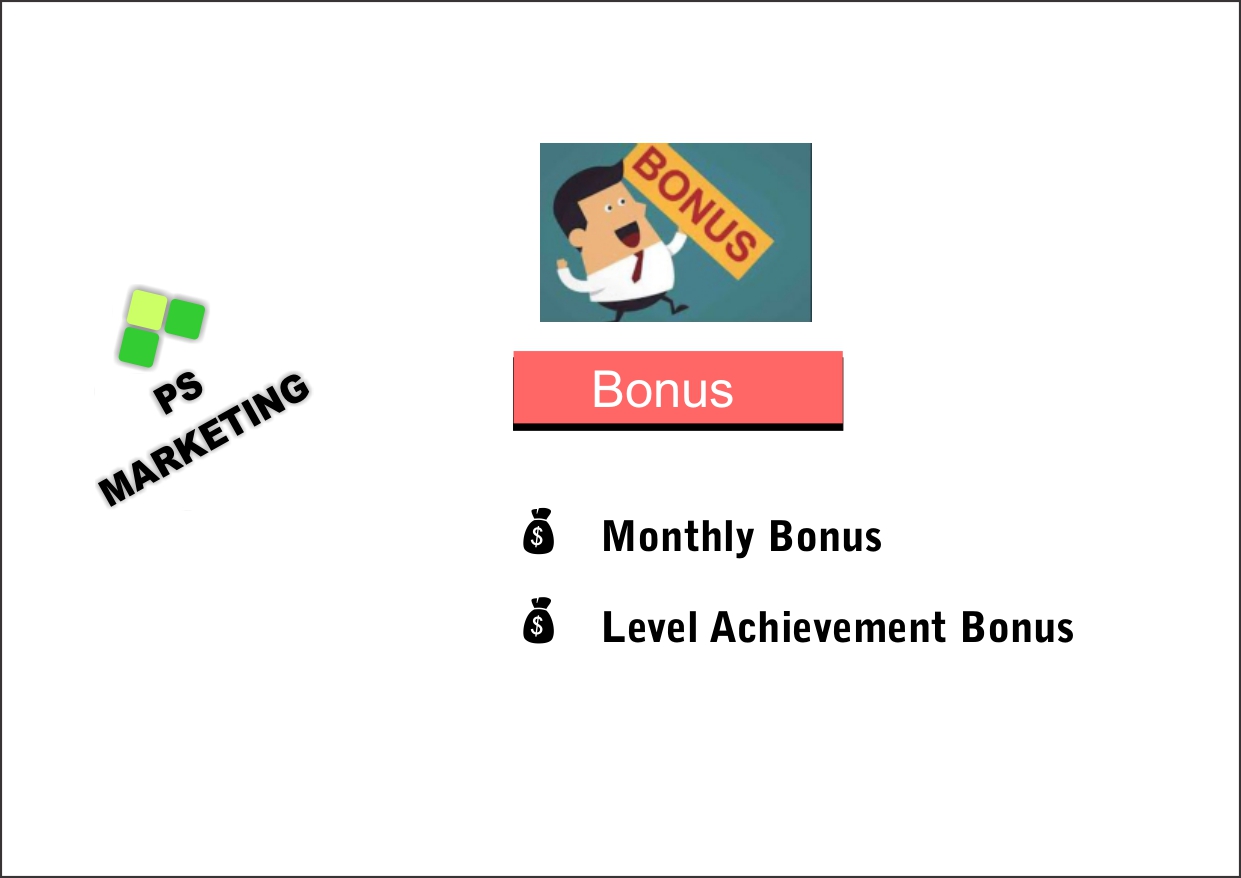 BONUS
PS
MARKETING
Bonus
$ Monthly Bonus
$ Level Achievement Bonus